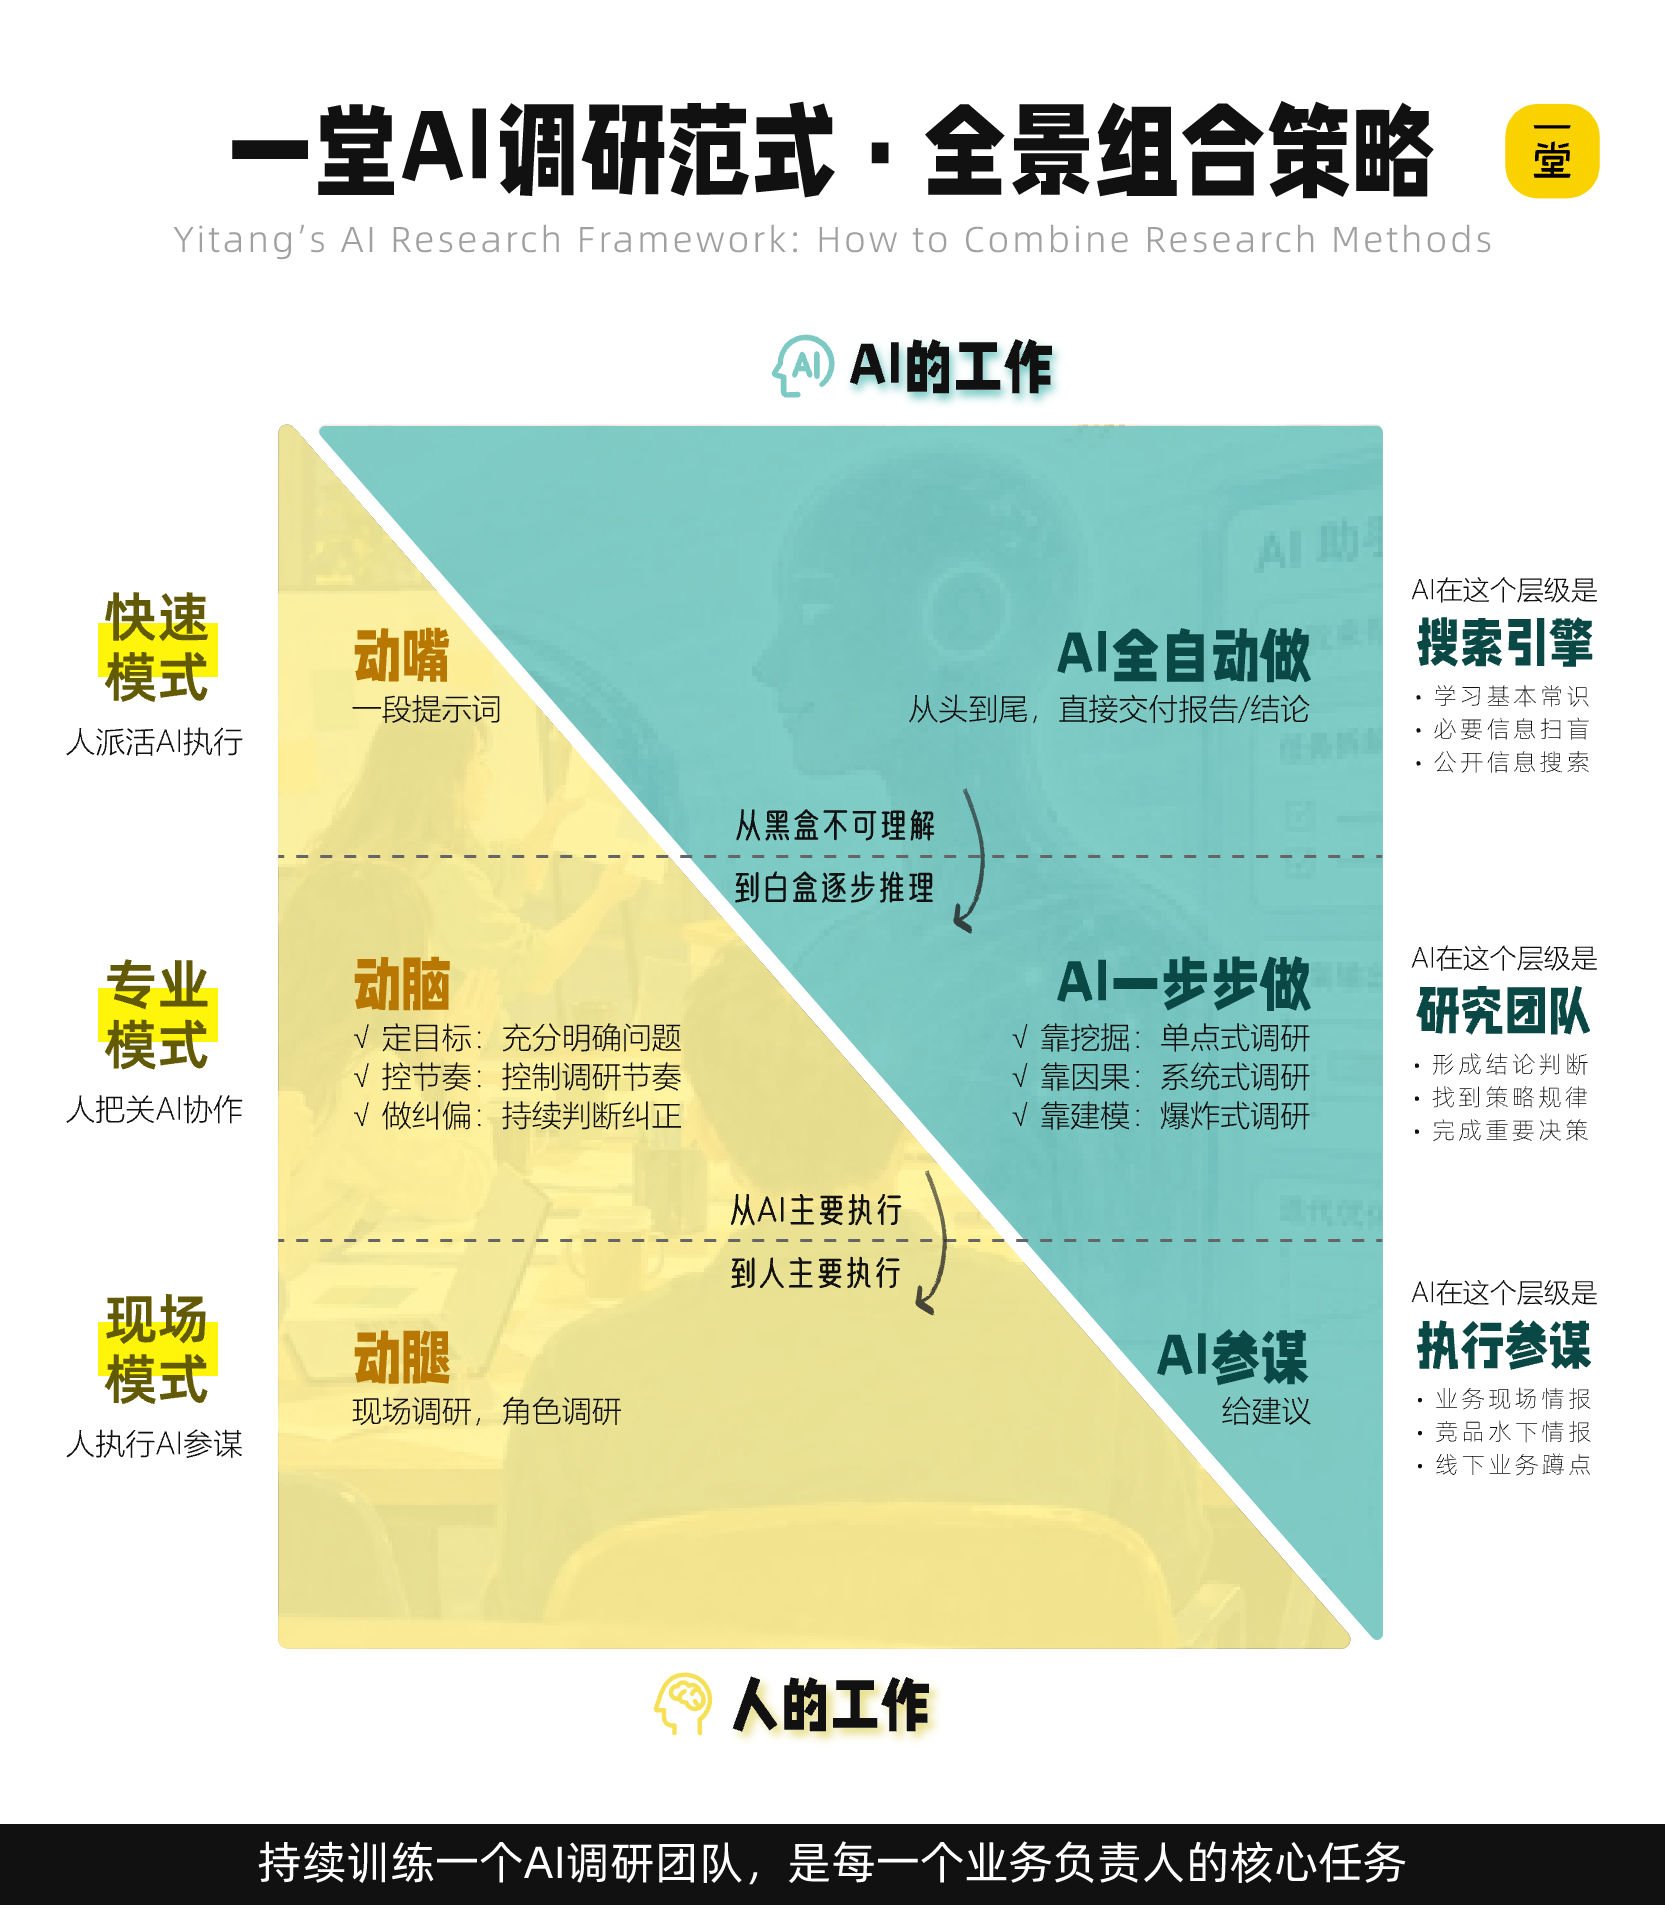 一堂AI调研范式·全景组合策略
一堂
Yitang’s AI Research Framework: How to Combine Research Methods
AI
AI的工作
快速
模式
人派活AI执行
动嘴
一段提示词
AI全自动做
从头到尾，直接交付报告/结论
AI在这个层级是
搜索引擎
· 学习基本常识
· 必要信息扫盲
· 公开信息搜索
AI 助手
从黑盒不可理解
到白盒逐步推理
专业
模式
人把关AI协作
动脑
√ 定目标：充分明确问题
√ 控节奏：控制调研节奏
√ 做纠偏：持续判断纠正
AI一步步做
√ 靠挖掘：单点式调研
√ 靠因果：系统式调研
√ 靠建模：爆炸式调研
AI在这个层级是
研究团队
· 形成结论判断
· 找到策略规律
· 完成重要决策
从AI主要执行
到人主要执行
现场
模式
人执行AI参谋
动腿
现场调研，角色调研
AI参谋
给建议
AI在这个层级是
执行参谋
· 业务现场情报
· 竞品水下情报
· 线下业务蹲点
人的工作
持续训练一个AI调研团队，是每一个业务负责人的核心任务